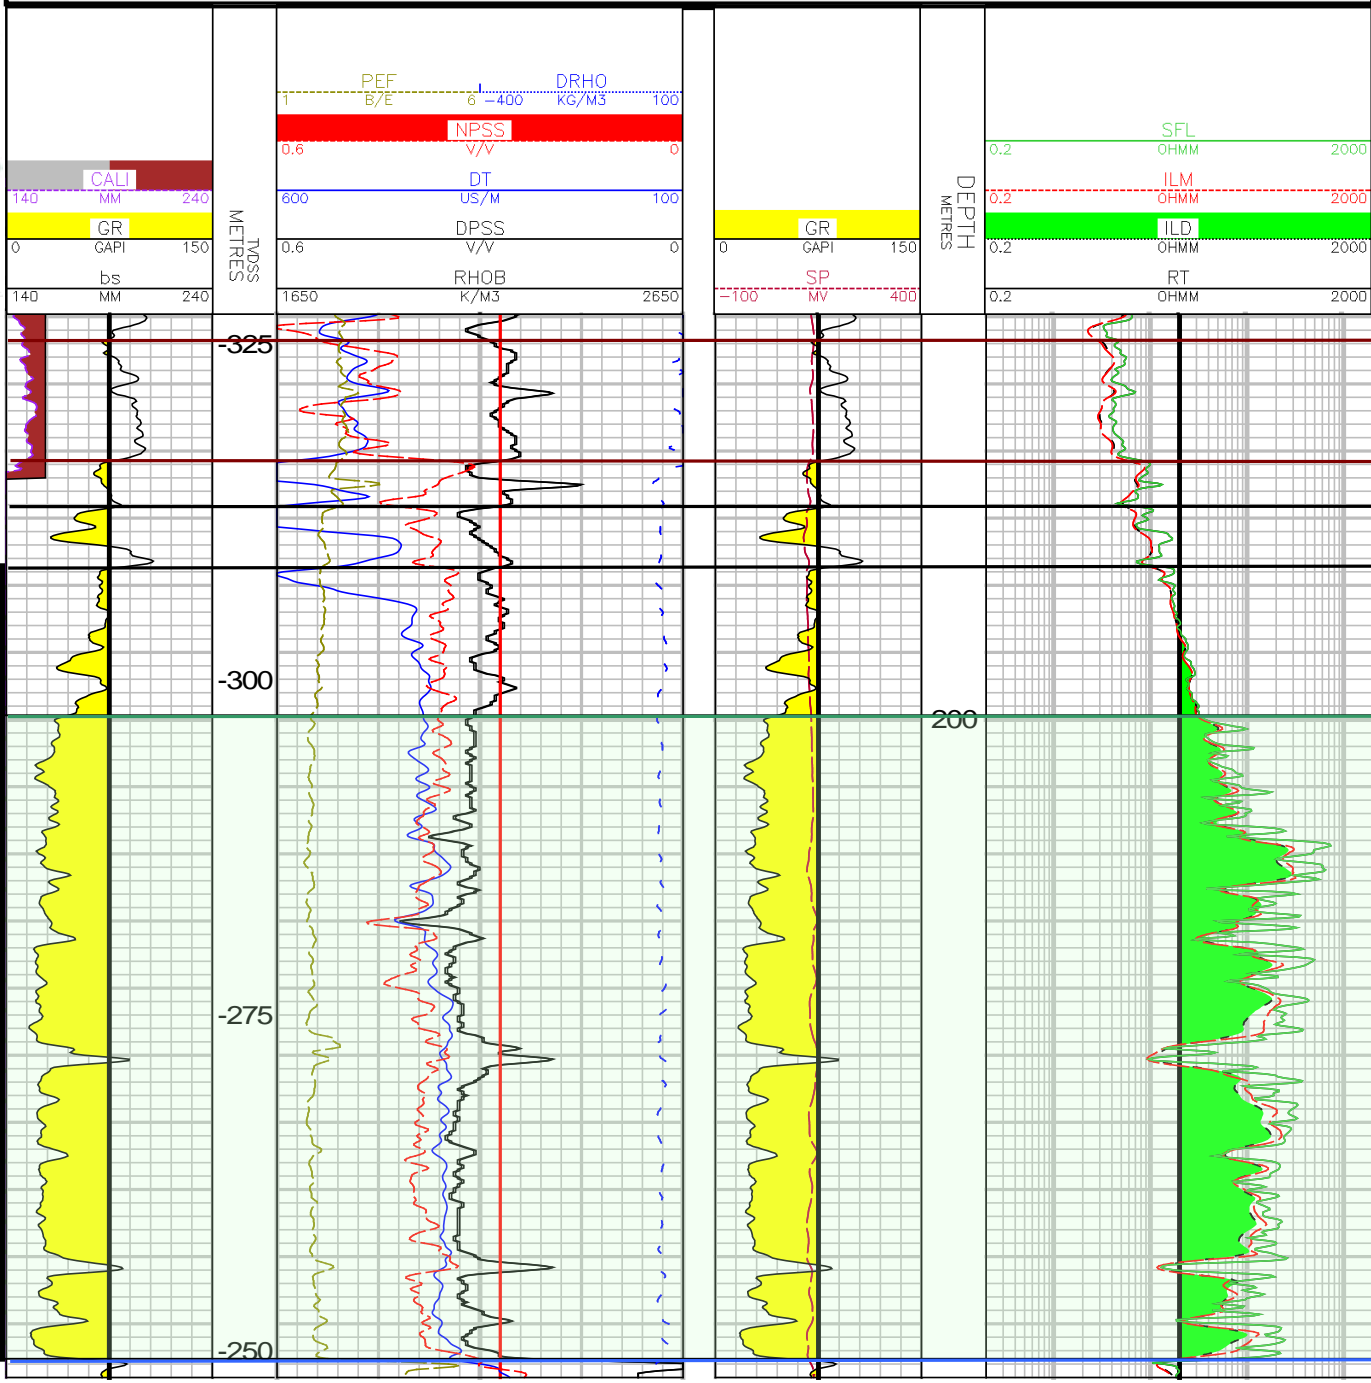 PEF DRHO
1 B/E 6 -400 KG/M3 100
NPSS
0.6 V/V 0
DT
600 US/M 100
DPSS
0.6 V/V 0
RHOB
1650 K/M3 2650
CALI
140 MM 240
GR
0 GAPI 150
bs
140 MM 240
TVDSS
METRES
GR
0 GAPI 150
SP
-100 MV 400
DEPTH
METRES
SFL
0.2 OHMM 2000
ILM
0.2 OHMM 2000
ILD
0.2 OHMM 2000
RT
0.2 OHMM 2000
-325
-300
200
-275
-250